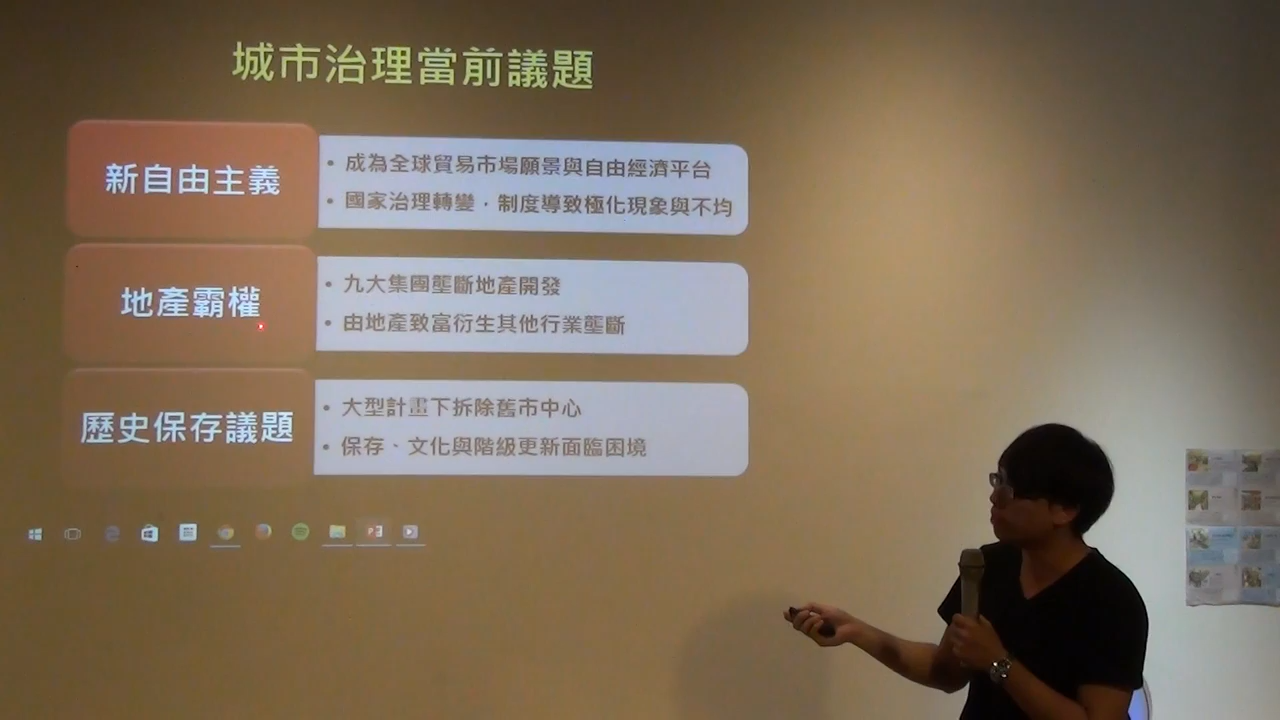 城市治理當前議題
新自由主義
• 成為全球貿易市場願景與自由經濟平台
• 國家治理轉變，制度導致極化現象與不均
地產霸權
• 九大集團壟斷地產開發
• 由地產致富衍生其他行業壟斷
歷史保存議題
• 大型計畫下拆除舊市中心
• 保存、文化與階級更新面臨困境